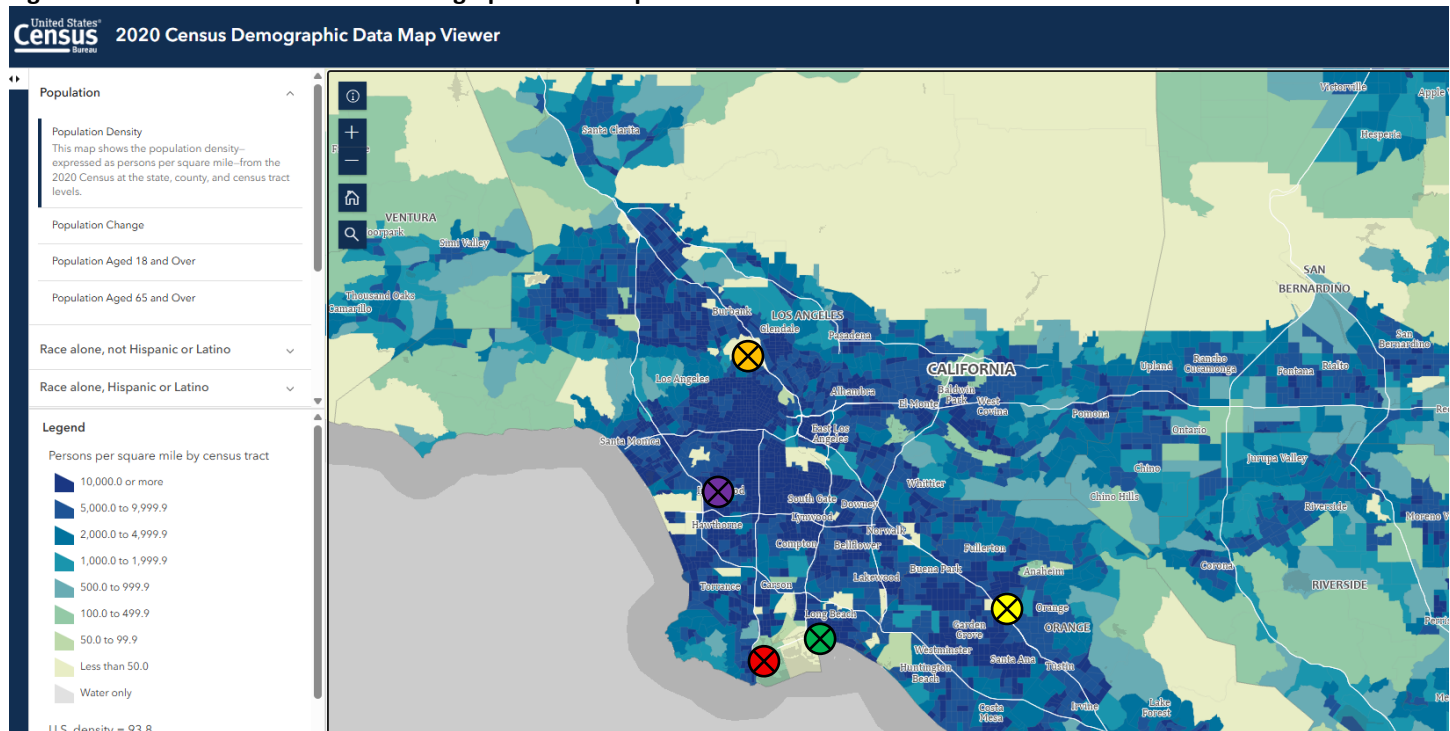 United States®
Census
Bureau
2020 Census Demographic Data Map Viewer
Population
Population Density
This map shows the population density—
expressed as persons per square mile—from the
2020 Census at the state, county, and census tract
levels.
Population Change
Population Aged 18 and Over
Population Aged 65 and Over
Race alone, not Hispanic or Latino
Race alone, Hispanic or Latino
Legend
Persons per square mile by census tract
10,000.0 or more
5,000.0 to 9,999.9
2,000.0 to 4,999.9
1,000.0 to 1,999.9
500.0 to 999.9
100.0 to 499.9
50.0 to 99.9
Less than 50.0
Water only
U.S. density = 93.8
Victorville
Apple
Santa Clarita
Hesperia
VENTURA
oorpark
Simi Valley
SAN
BERNARDINO
Thousand Oaks
Camarillo
Burbank
LOS ANGELES
Glendale
Pasadena
San
Bernardino
CALIFORNIA
Upland
Rancho
Cucamonga
Fontana
Rialto
Los Angeles
Alhambra
Baldwin
Park
El Monte
West
Covina
Pomona
Ontario
East Los
Angeles
Santa Monica
Chino
Jurupa Valley
Whittier
Chino Hills
South Gate
Downey
Riverside
Moreno V
Hawthorne
Lynwood
Norwalk
Compton
Bellflower
Fullerton
Corona
Torrance
Carson
Lakewood
Buena Park
Anaheim
RIVERSIDE
Long Beach
Orange
Garden
Grove
ORANGE
Perris
Westminster
Huntington
Beach
Santa Ana
Tustin
Costa
Mesa
Irvine
Lake
Forest